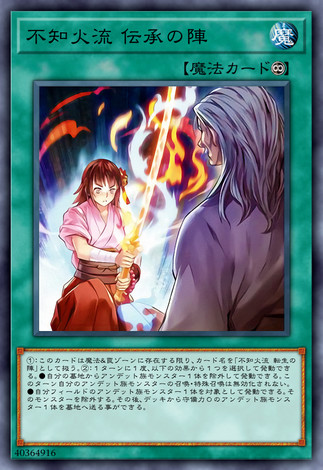 不知火流 伝承の陣
魔
【魔法カード♾】
①:このカードは魔法&罠ゾーンに存在する限り、カード名を「不知火流 転生の
陣」として扱う。②:1ターンに1度、以下の効果から1つを選択して発動でき
る。●自分の墓地からアンデット族モンスター1体を除外して発動できる。こ
のターン自分のアンデット族モンスターの召喚・特殊召喚は無効化されない。
●自分フィールドのアンデット族モンスター1体を対象として発動できる。そ
のモンスターを除外する。その後、デッキから守備力0のアンデット族モンス
ター1体を墓地へ送る事ができる。
40364916